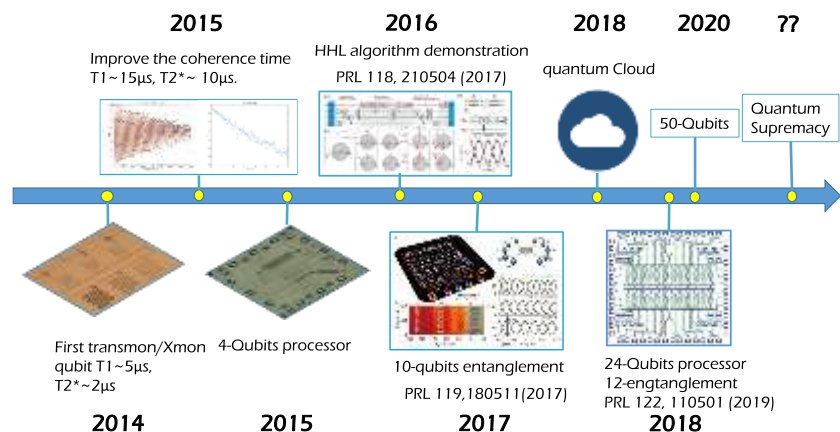 2015
2016
2018
2020
??
Improve the coherence time
T1~15μs, T2*~ 10μs.
HHL algorithm demonstration
PRL 118, 210504 (2017)
quantum Cloud
50-Qubits
Quantum
Supremacy
First transmon/Xmon
qubit T1~5μs,
T2*~2μs
4-Qubits processor
10-qubits entanglement
PRL 119,180511(2017)
24-Qubits processor
12-engtanglement
PRL 122, 110501 (2019)
2014
2015
2017
2018